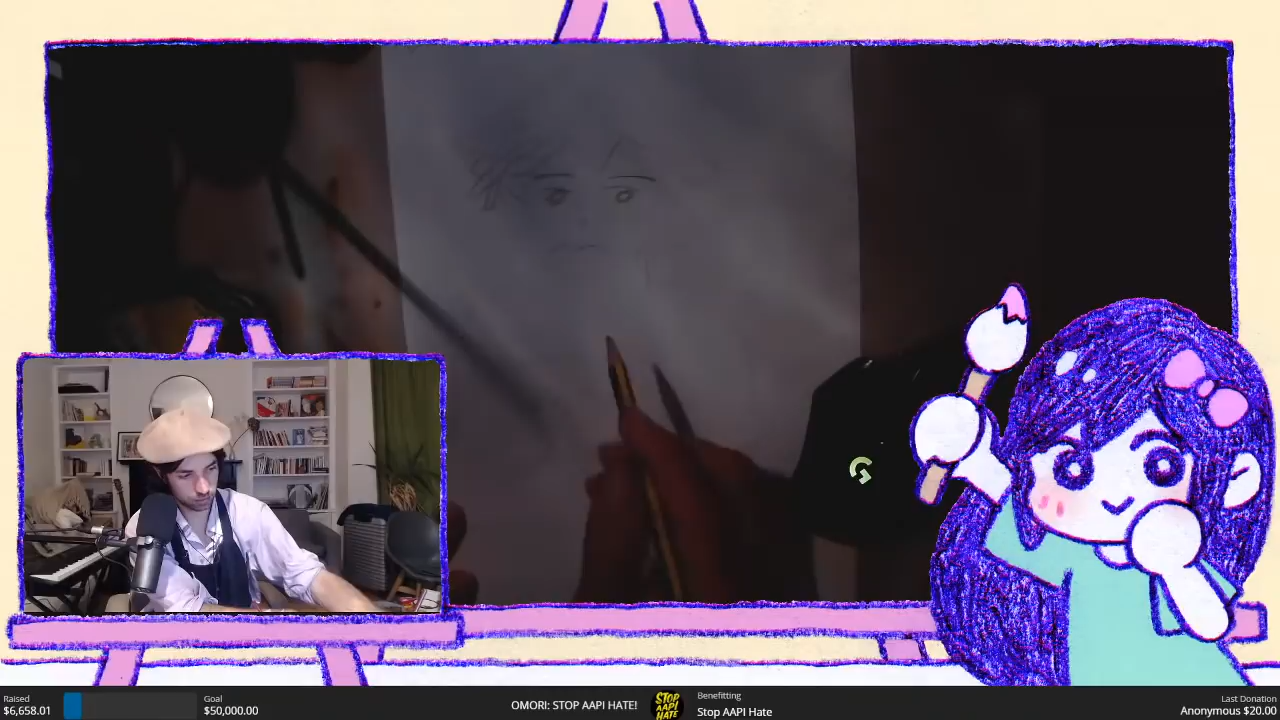 Raised
$6,658.01
Goal
$50,000.00
OMORI: STOP AAPI HATE!
STOP
AAPI
HATE
Benefitting
Stop AAPI Hate
Last Donation
Anonymous $20.00